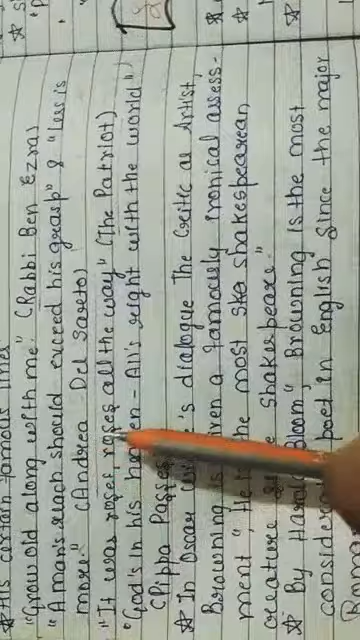 ★ His certain famous lines
"Grow old along with me". (Rabbi Ben Ezra)
"A man's reach should exceed his grasp" & "less is
more" (Andrea Del Sarto)
"It was roses, roses all the way" (The Patriot)
"God's in his heaven - All's right with the world"
(Pippa Passes
★ In Oscar 's dialogue The Critic as Artist,
Browning is given a famously ironical assess-
ment", He is the most Shakespearean
creature Shakespeare"
★ By Harold Bloom "Browning is the most
considerable poet in English since the major